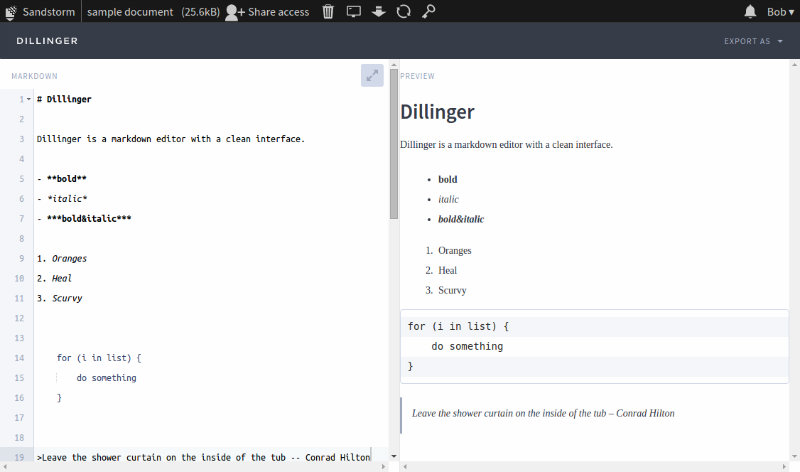 Sandstorm sample document (25.6kB) Share access Bob ▾
DILLINGER EXPORT AS
MARKDOWN
1 # Dillinger
2
3 Dillinger is a markdown editor with a clean interface.
4
5 - **bold**
6 - *italic*
7 - ***bold&italic***
8
9 1. Oranges
10 2. Heal
11 3. Scurvy
12
13
14 for (i in list) {
15 do something
16 }
17
18
19 >Leave the shower curtain on the inside of the tub -- Conrad Hilton
PREVIEW
Dillinger
Dillinger is a markdown editor with a clean interface.
• bold
• italic
• bold&italic
1. Oranges
2. Heal
3. Scurvy
for (i in list) {
do something
}
Leave the shower curtain on the inside of the tub – Conrad Hilton